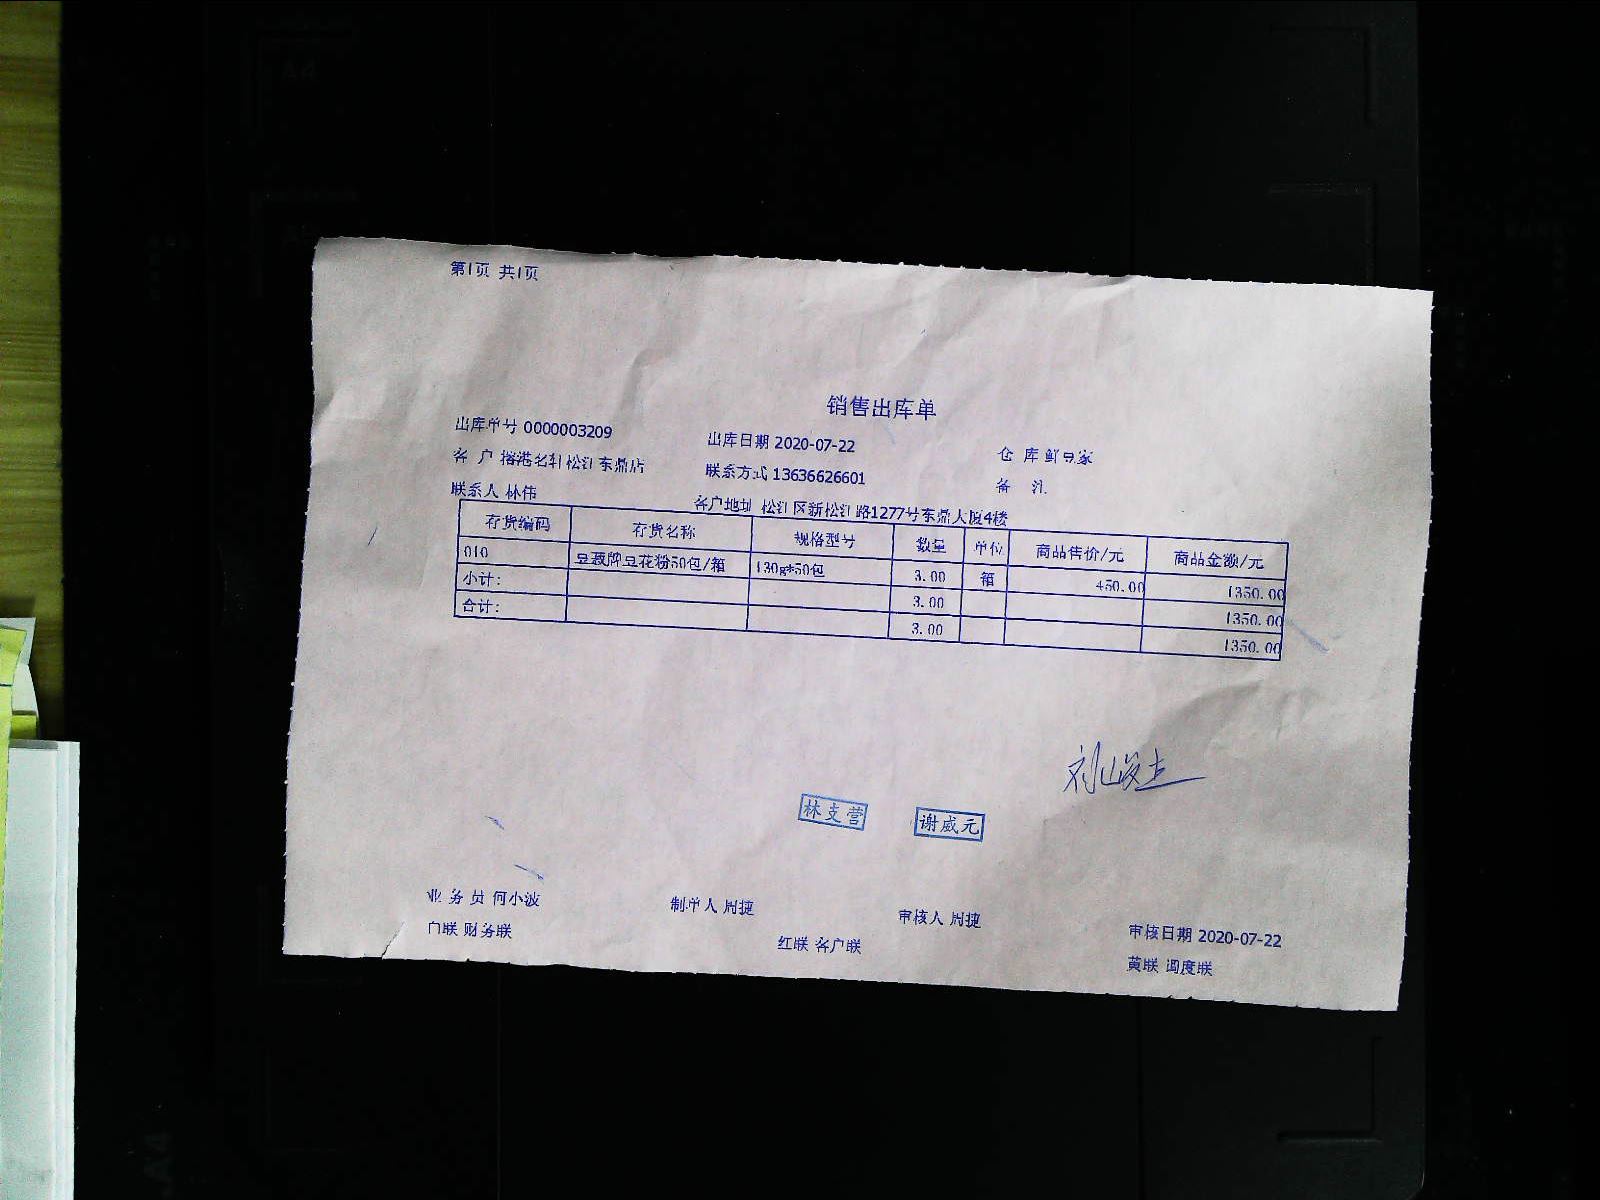 第1页 共1页
销售出库单
出库单号 0000003209 出库日期 2020-07-22 仓 库 鲜豆家
客 户 榕港名轩松江东鼎店 联系方式 13636626601 备 注
联系人 林伟 客户地址 松江区新松江路1277号东鼎大厦4楼
存货编码 存货名称 规格型号 数量 单位 商品售价/元 商品金额/元
010 豆蔻牌豆花粉50包/箱 130g*50包 3.00 箱 450.00 1350.00
小计: 3.00 1350.00
合计: 3.00 1350.00
林支营 谢威元
业 务 员 何小波 制单人 周捷 审核人 周捷 审核日期 2020-07-22
白联 财务联 红联 客户联 黄联 调度联
A4